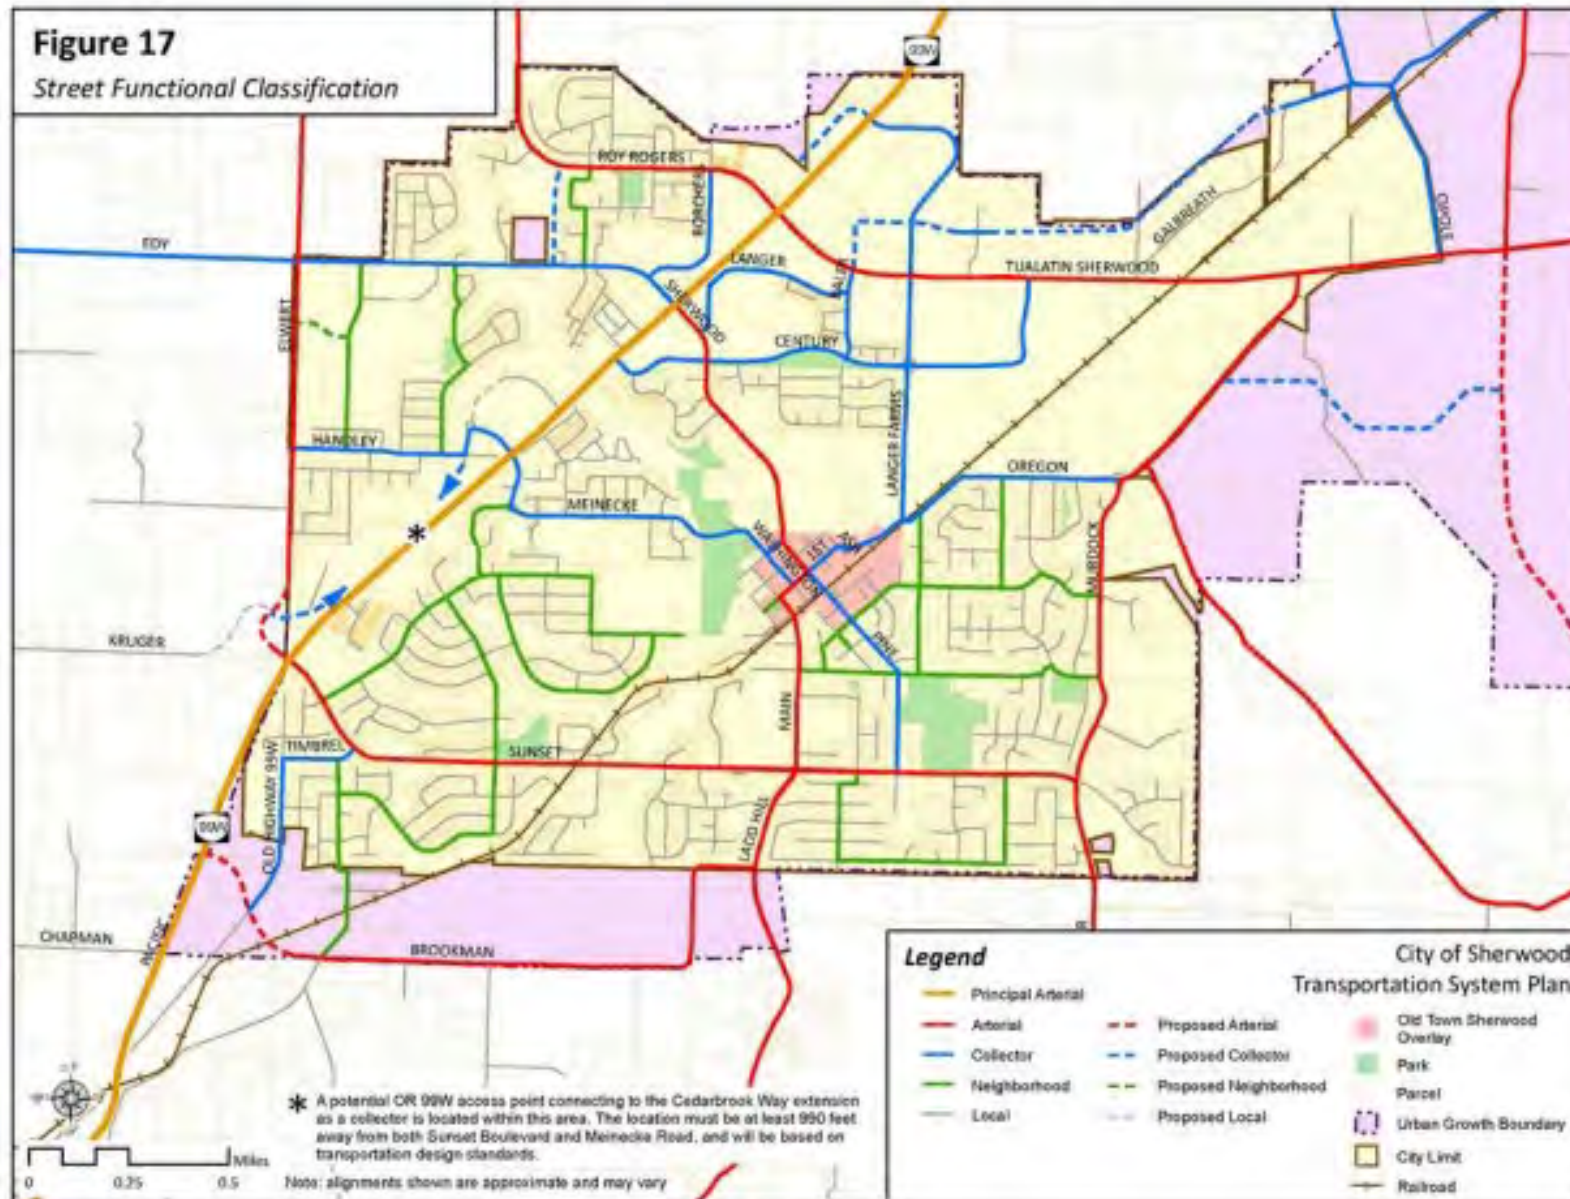 Figure 17
Street Functional Classification
99W
ROY ROGERS
BORCHERS
EDY
LANGER
SHERWOOD
TUALATIN SHERWOOD
GALBREATH
CIPOLE
ELWERT
CENTURY
HANDLEY
LANGER FARMS
OREGON
MEINECKE
WASHINGTON
1ST
ASH
MURDOCK
KRUGER
PINE
MAIN
TIMBREL
SUNSET
OLD HIGHWAY 99W
LADD HILL
99W
CHAPMAN
PACIFIC
BROOKMAN
R
Legend
Principal Arterial
Arterial
Collector
Neighborhood
Local
Proposed Arterial
Proposed Collector
Proposed Neighborhood
Proposed Local
City of Sherwood
Transportation System Plan
Old Town Sherwood
Overlay
Park
Parcel
Urban Growth Boundary
City Limit
Railroad
* A potential OR 99W access point connecting to the Cedarbrook Way extension
as a collector is located within this area. The location must be at least 990 feet
away from both Sunset Boulevard and Meinecke Road, and will be based on
transportation design standards.
Note: alignments shown are approximate and may vary
Miles
0 0.25 0.5